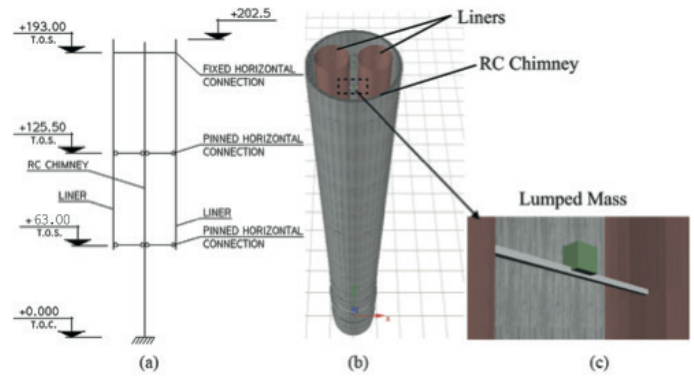 +193.00
T.O.S.
+202.5
FIXED HORIZONTAL
CONNECTION
+125.50
T.O.S.
PINNED HORIZONTAL
CONNECTION
RC CHIMNEY
LINER
LINER
+63.00
T.O.S.
PINNED HORIZONTAL
CONNECTION
+0.000
T.O.C.
(a)
Liners
RC Chimney
x
(b)
Lumped Mass
(c)